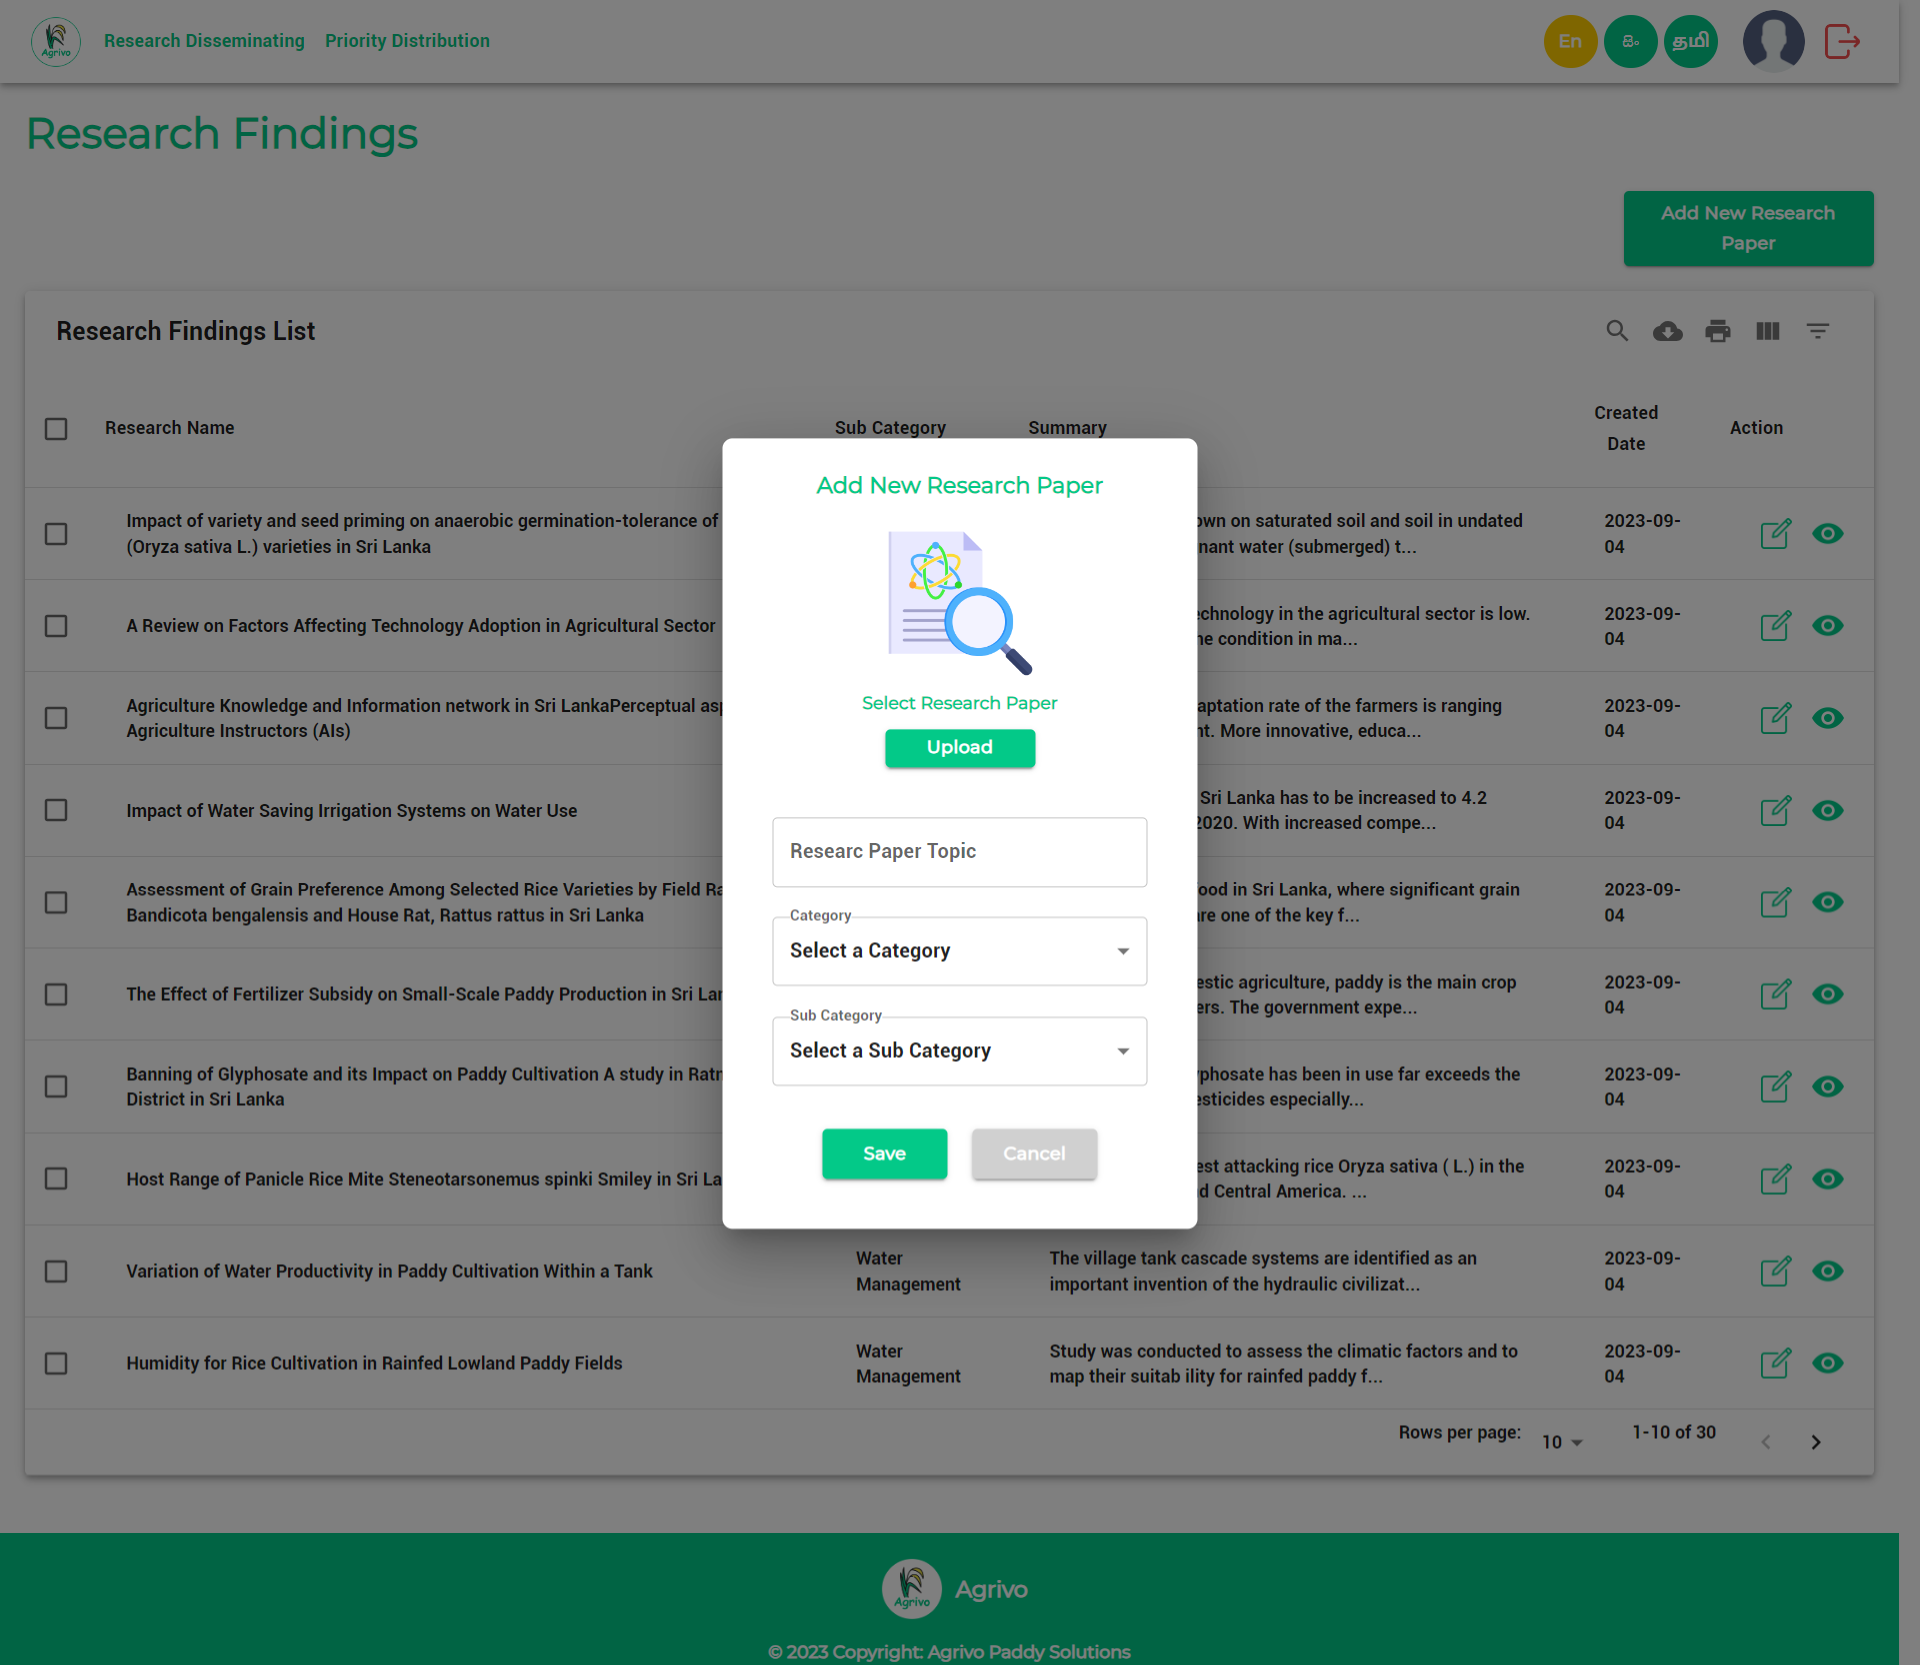 Agrivo
Research Disseminating
Priority Distribution
En
සිං
தமி
Research Findings
Add New Research
Paper
Research Findings List
Research Name
Sub Category
Summary
Created
Date
Action
Impact of variety and seed priming on anaerobic germination-tolerance of
(Oryza sativa L.) varieties in Sri Lanka
own on saturated soil and soil in undated
nant water (submerged) t...
2023-09-
04
A Review on Factors Affecting Technology Adoption in Agricultural Sector
echnology in the agricultural sector is low.
ne condition in ma...
2023-09-
04
Agriculture Knowledge and Information network in Sri LankaPerceptual asp
Agriculture Instructors (AIs)
aptation rate of the farmers is ranging
nt. More innovative, educa...
2023-09-
04
Impact of Water Saving Irrigation Systems on Water Use
Sri Lanka has to be increased to 4.2
2020. With increased compe...
2023-09-
04
Assessment of Grain Preference Among Selected Rice Varieties by Field Ra
Bandicota bengalensis and House Rat, Rattus rattus in Sri Lanka
ood in Sri Lanka, where significant grain
are one of the key f...
2023-09-
04
The Effect of Fertilizer Subsidy on Small-Scale Paddy Production in Sri Lar
estic agriculture, paddy is the main crop
ers. The government expe...
2023-09-
04
Banning of Glyphosate and its Impact on Paddy Cultivation A study in Ratn
District in Sri Lanka
yphosate has been in use far exceeds the
esticides especially...
2023-09-
04
Host Range of Panicle Rice Mite Steneotarsonemus spinki Smiley in Sri La
est attacking rice Oryza sativa ( L.) in the
d Central America. ...
2023-09-
04
Variation of Water Productivity in Paddy Cultivation Within a Tank
Water
Management
The village tank cascade systems are identified as an
important invention of the hydraulic civilizat...
2023-09-
04
Humidity for Rice Cultivation in Rainfed Lowland Paddy Fields
Water
Management
Study was conducted to assess the climatic factors and to
map their suitab ility for rainfed paddy f...
2023-09-
04
Rows per page:
10
1-10 of 30
Add New Research Paper
Select Research Paper
Upload
Researc Paper Topic
Category
Select a Category
Sub Category
Select a Sub Category
Save
Cancel
Agrivo
Agrivo
© 2023 Copyright: Agrivo Paddy Solutions